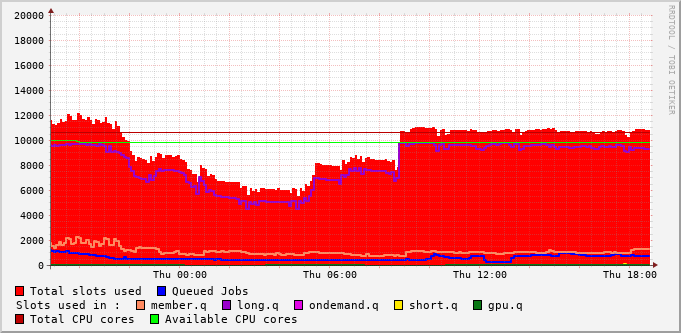 20000
18000
16000
14000
12000
10000
8000
6000
4000
2000
0
Thu 00:00 Thu 06:00 Thu 12:00 Thu 18:00
RRDTOOL / TOBI OETIKER
Total slots used Queued Jobs
Slots used in : member.q long.q ondemand.q short.q gpu.q
Total CPU cores Available CPU cores